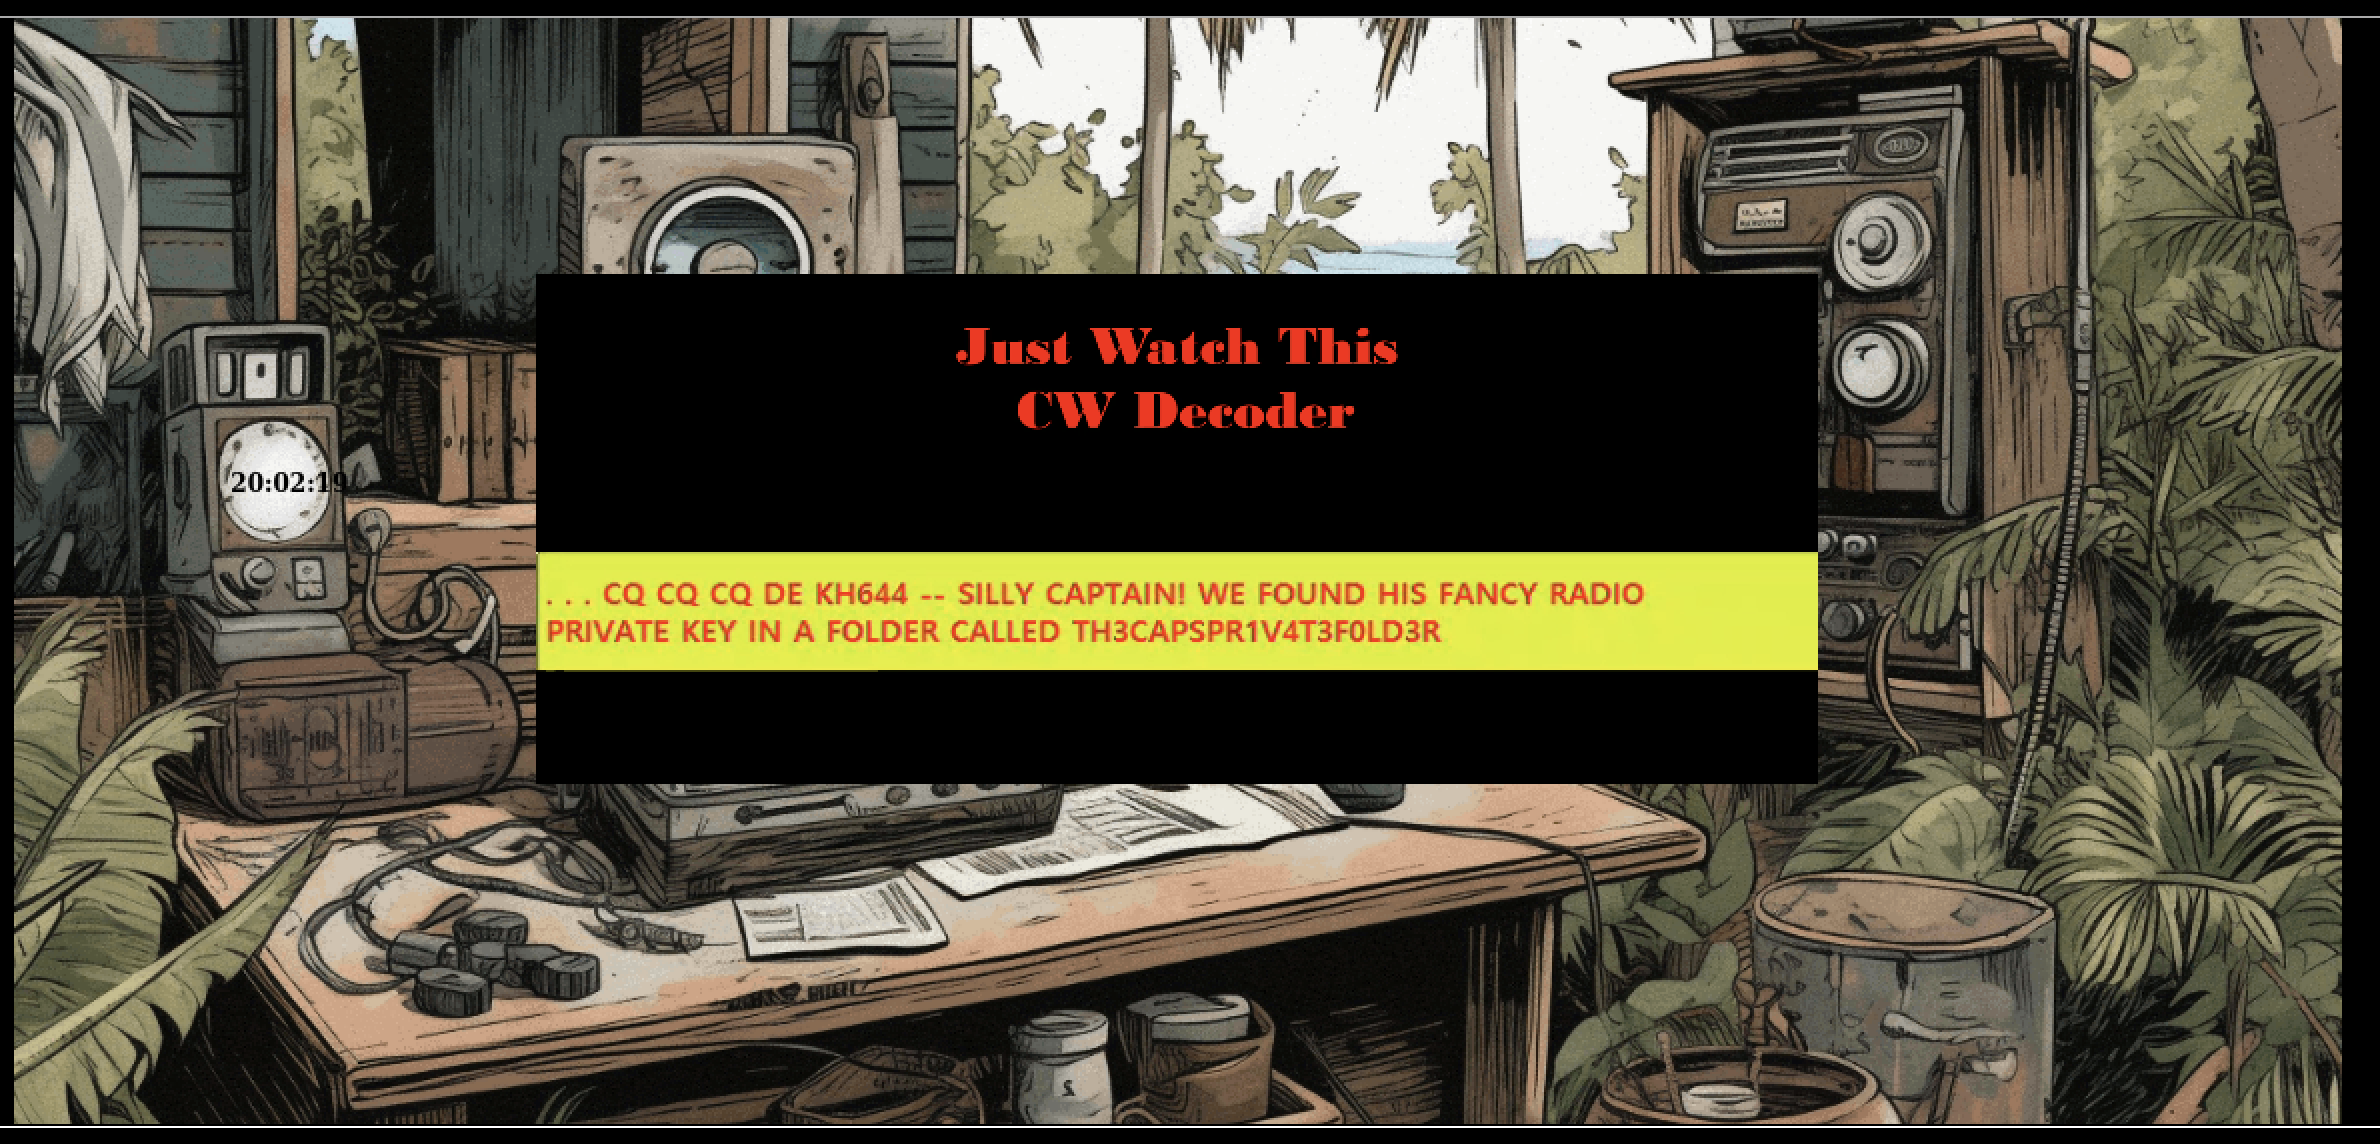 Just Watch This
CW Decoder
20:02:19
. . . CQ CQ CQ DE KH644 -- SILLY CAPTAIN! WE FOUND HIS FANCY RADIO
PRIVATE KEY IN A FOLDER CALLED TH3CAPSPR1V4T3F0LD3R